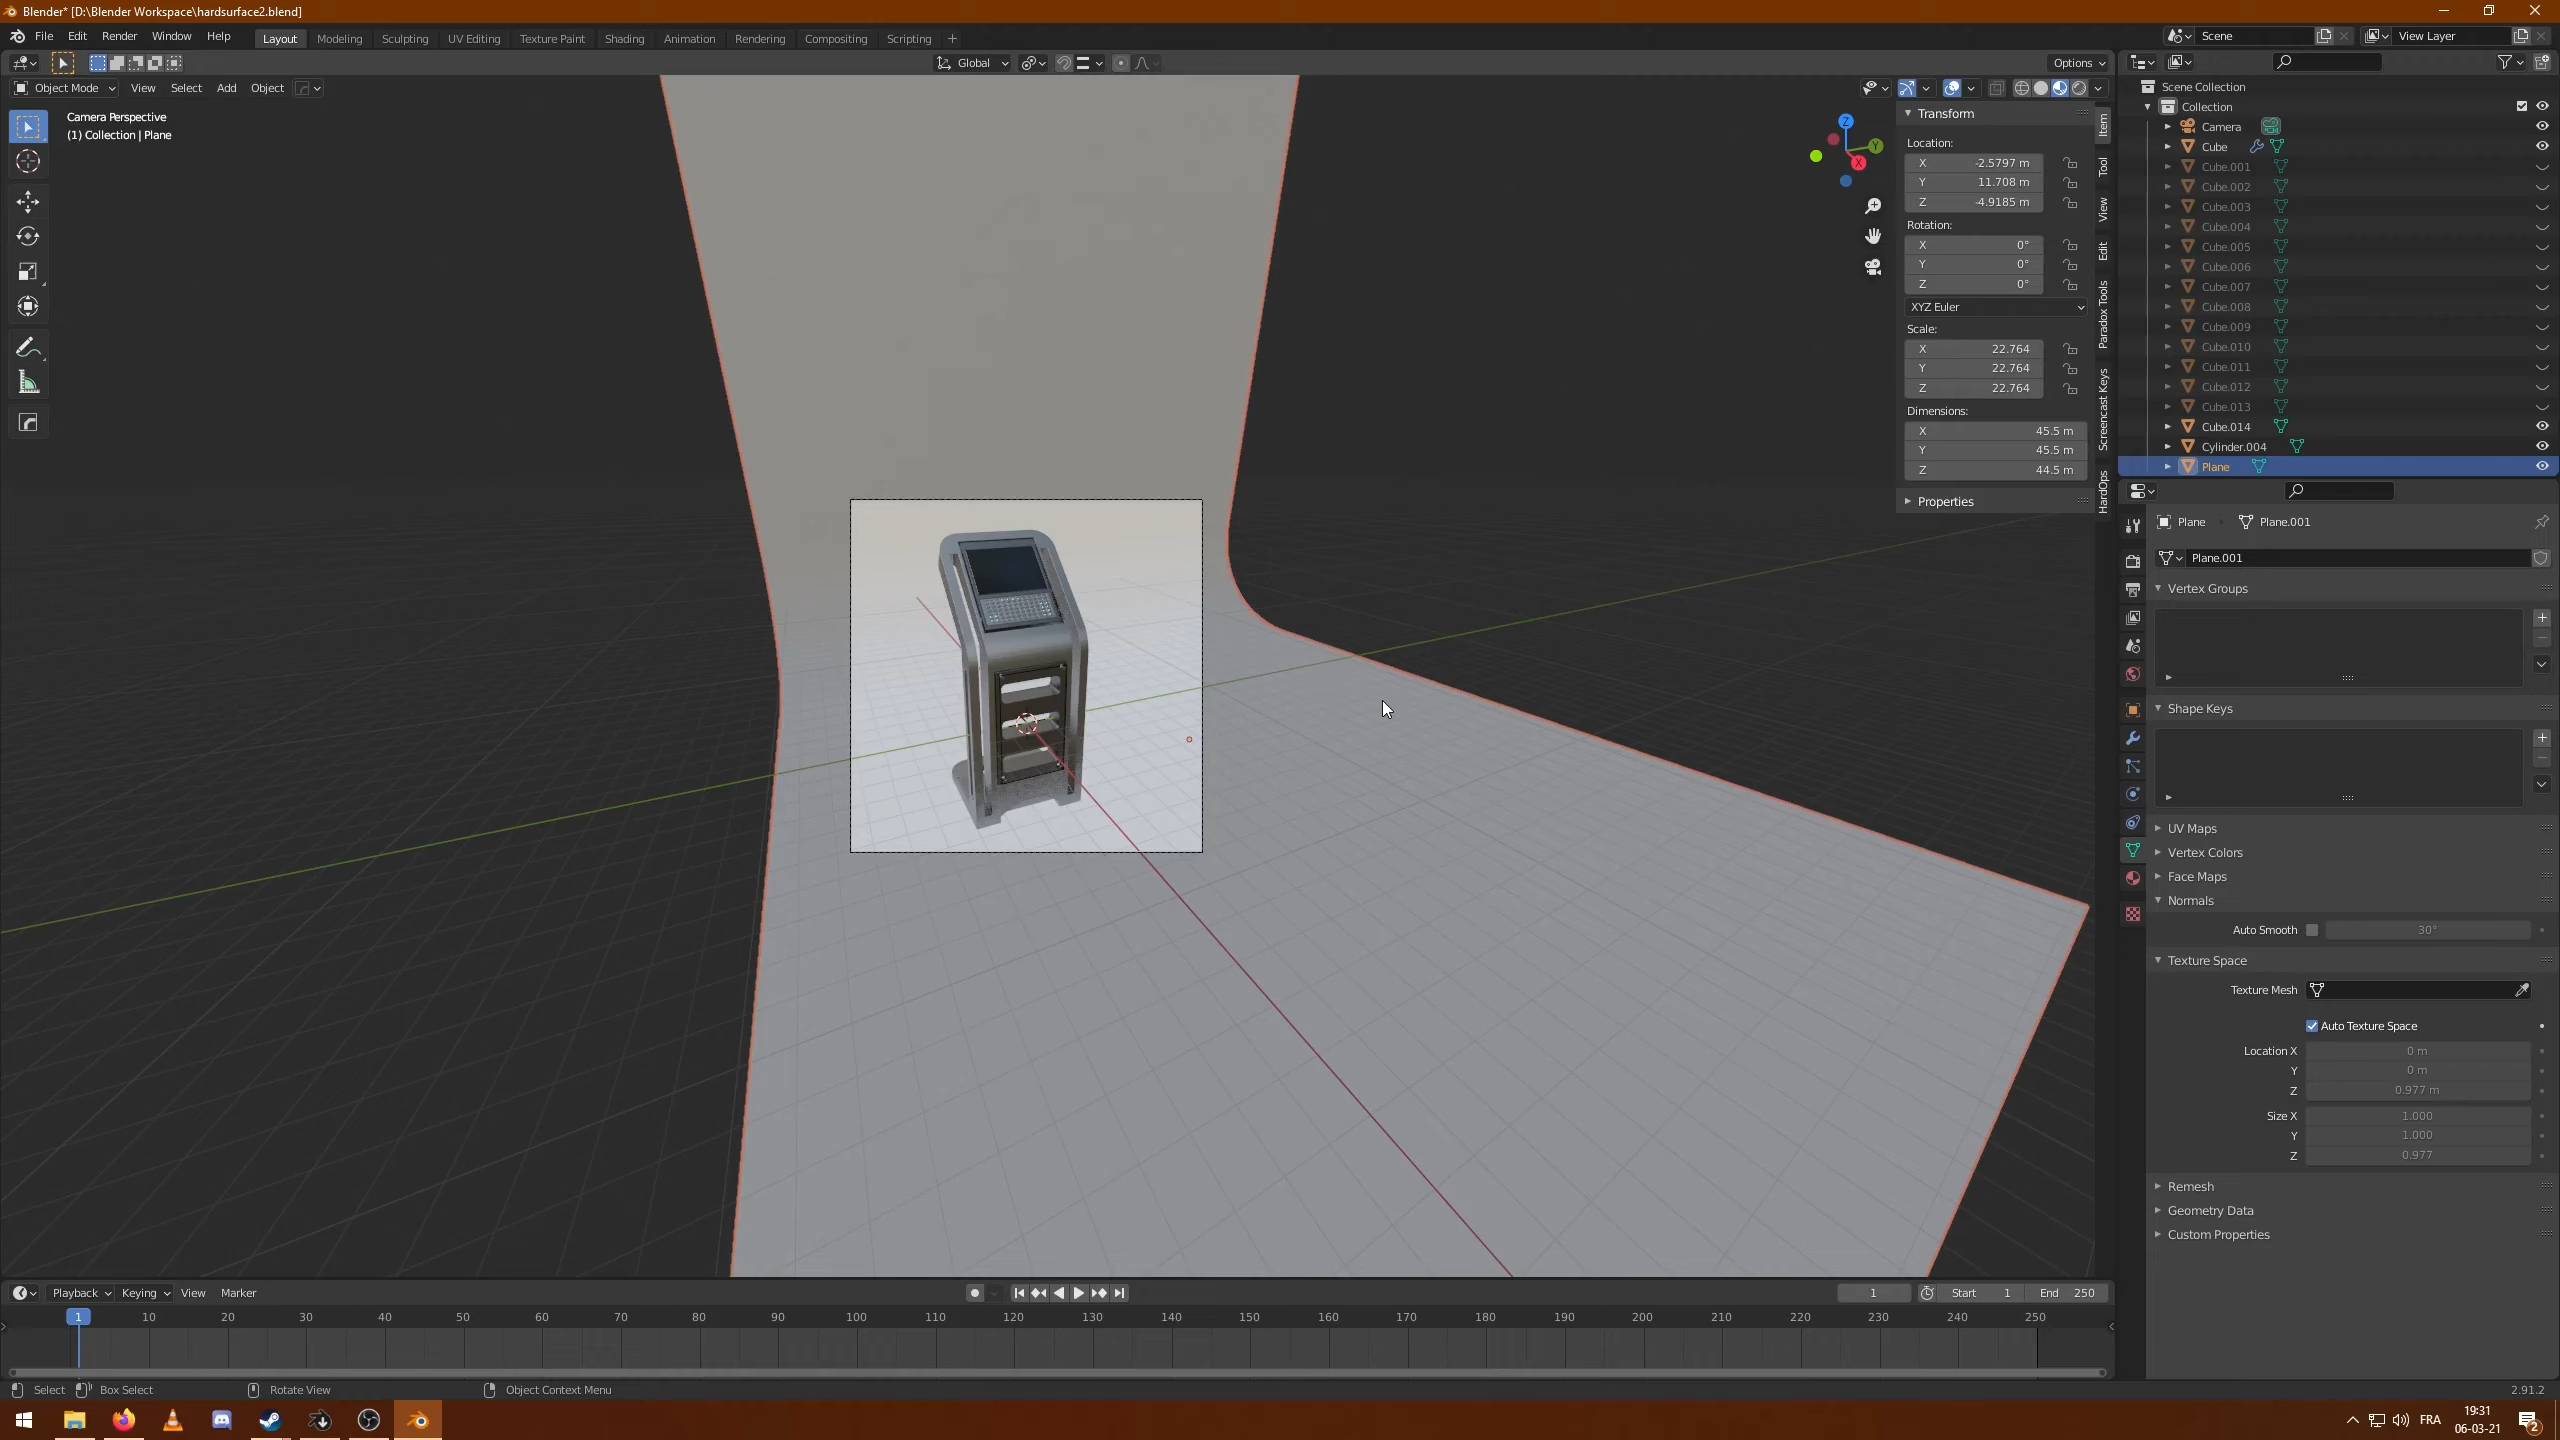 Blender* [D:\Blender Workspace\hardsurface2.blend]
File Edit Render Window Help Layout Modeling Sculpting UV Editing Texture Paint Shading Animation Rendering Compositing Scripting + Scene View Layer
Global Options
Object Mode View Select Add Object
Camera Perspective
(1) Collection | Plane
Z
Y
X
Transform
Location:
X -2.5797 m
Y 11.708 m
Z -4.9185 m
Rotation:
X 0°
Y 0°
Z 0°
XYZ Euler
Scale:
X 22.764
Y 22.764
Z 22.764
Dimensions:
X 45.5 m
Y 45.5 m
Z 44.5 m
Properties
Item
Tool
View
Edit
Paradox Tools
Screencast Keys
HardOps
Scene Collection
Collection
Camera
Cube
Cube.001
Cube.002
Cube.003
Cube.004
Cube.005
Cube.006
Cube.007
Cube.008
Cube.009
Cube.010
Cube.011
Cube.012
Cube.013
Cube.014
Cylinder.004
Plane
Plane Plane.001
Plane.001
Vertex Groups
Shape Keys
UV Maps
Vertex Colors
Face Maps
Normals
Auto Smooth 30°
Texture Space
Texture Mesh
Auto Texture Space
Location X 0 m
Y 0 m
Z 0.977 m
Size X 1.000
Y 1.000
Z 0.977
Remesh
Geometry Data
Custom Properties
Playback Keying View Marker 1 Start 1 End 250
1 10 20 30 40 50 60 70 80 90 100 110 120 130 140 150 160 170 180 190 200 210 220 230 240 250
Select Box Select Rotate View Object Context Menu 2.91.2
FRA
19:31
06-03-21
2